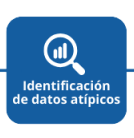 Identificación
de datos atípicos